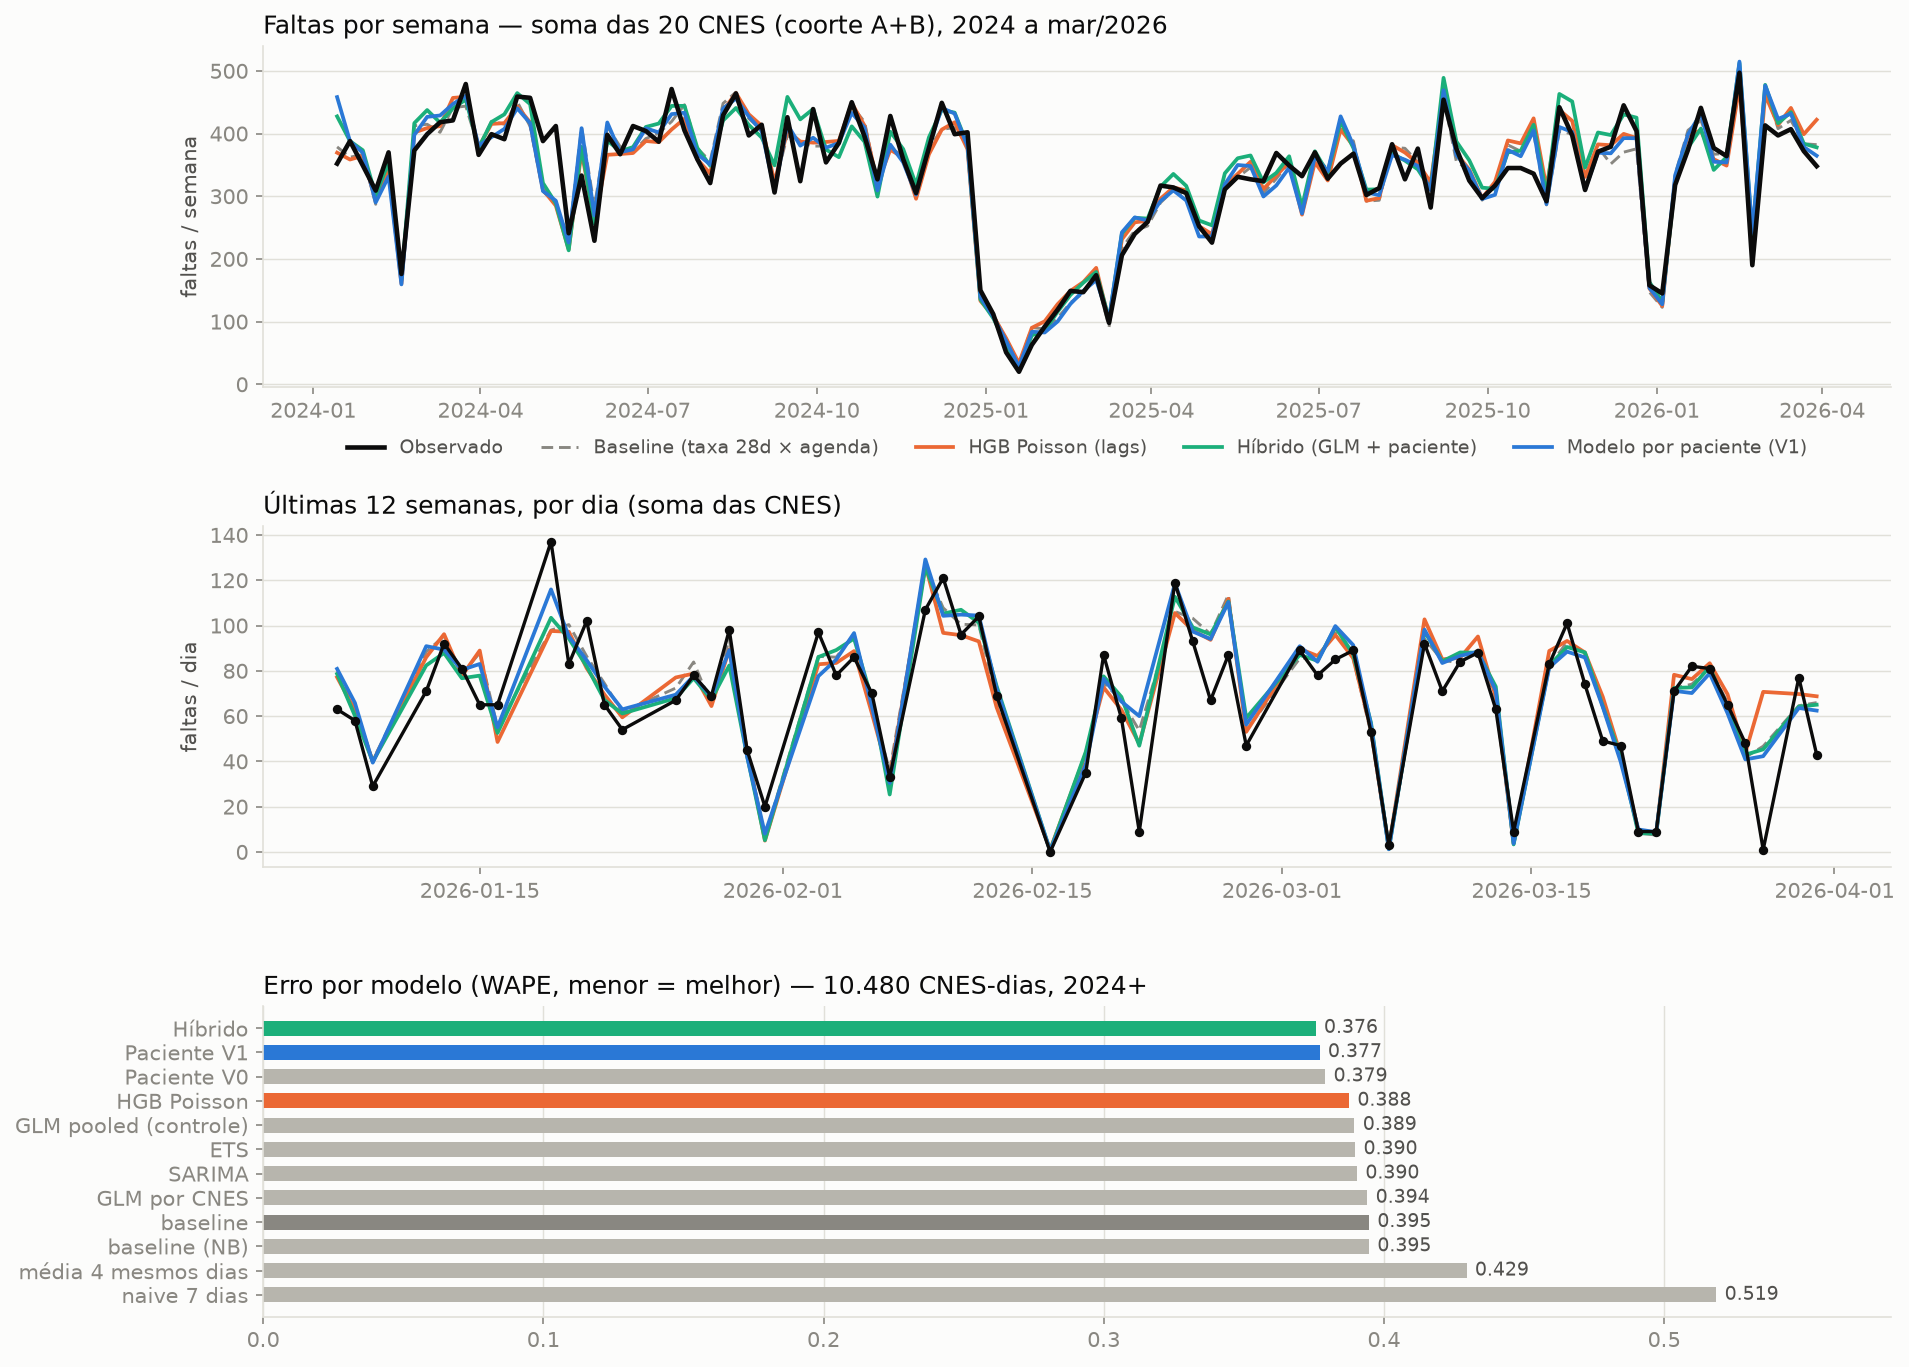 Faltas por semana — soma das 20 CNES (coorte A+B), 2024 a mar/2026
faltas / semana
500
400
300
200
100
0
2024-01
2024-04
2024-07
2024-10
2025-01
2025-04
2025-07
2025-10
2026-01
2026-04
Observado
Baseline (taxa 28d × agenda)
HGB Poisson (lags)
Híbrido (GLM + paciente)
Modelo por paciente (V1)
Últimas 12 semanas, por dia (soma das CNES)
faltas / dia
140
120
100
80
60
40
20
0
2026-01-15
2026-02-01
2026-02-15
2026-03-01
2026-03-15
2026-04-01
Erro por modelo (WAPE, menor = melhor) — 10.480 CNES-dias, 2024+
Híbrido 0.376
Paciente V1 0.377
Paciente V0 0.379
HGB Poisson 0.388
GLM pooled (controle) 0.389
ETS 0.390
SARIMA 0.390
GLM por CNES 0.394
baseline 0.395
baseline (NB) 0.395
média 4 mesmos dias 0.429
naive 7 dias 0.519
0.0
0.1
0.2
0.3
0.4
0.5